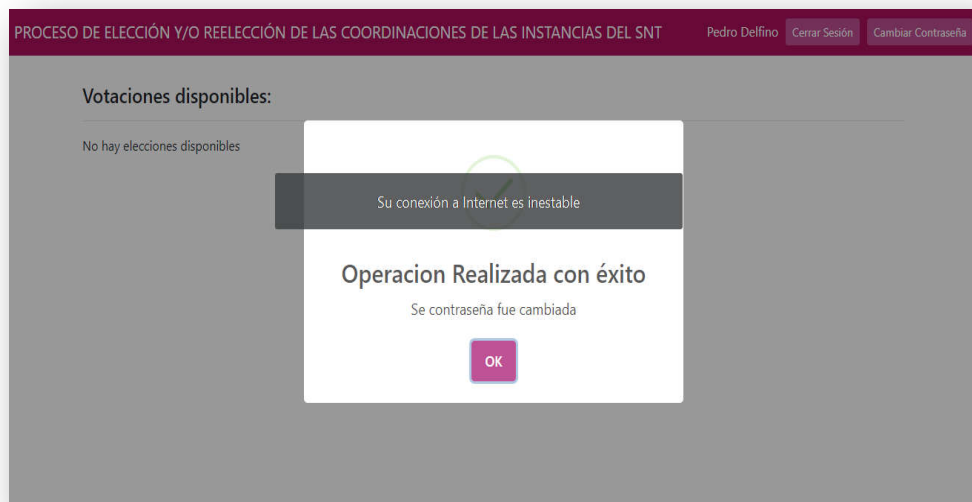 PROCESO DE ELECCIÓN Y/O REELECCIÓN DE LAS COORDINACIONES DE LAS INSTANCIAS DEL SNT Pedro Delfino Cerrar Sesión Cambiar Contraseña
Votaciones disponibles:
No hay elecciones disponibles
Su conexión a Internet es inestable
Operacion Realizada con éxito
Se contraseña fue cambiada
OK